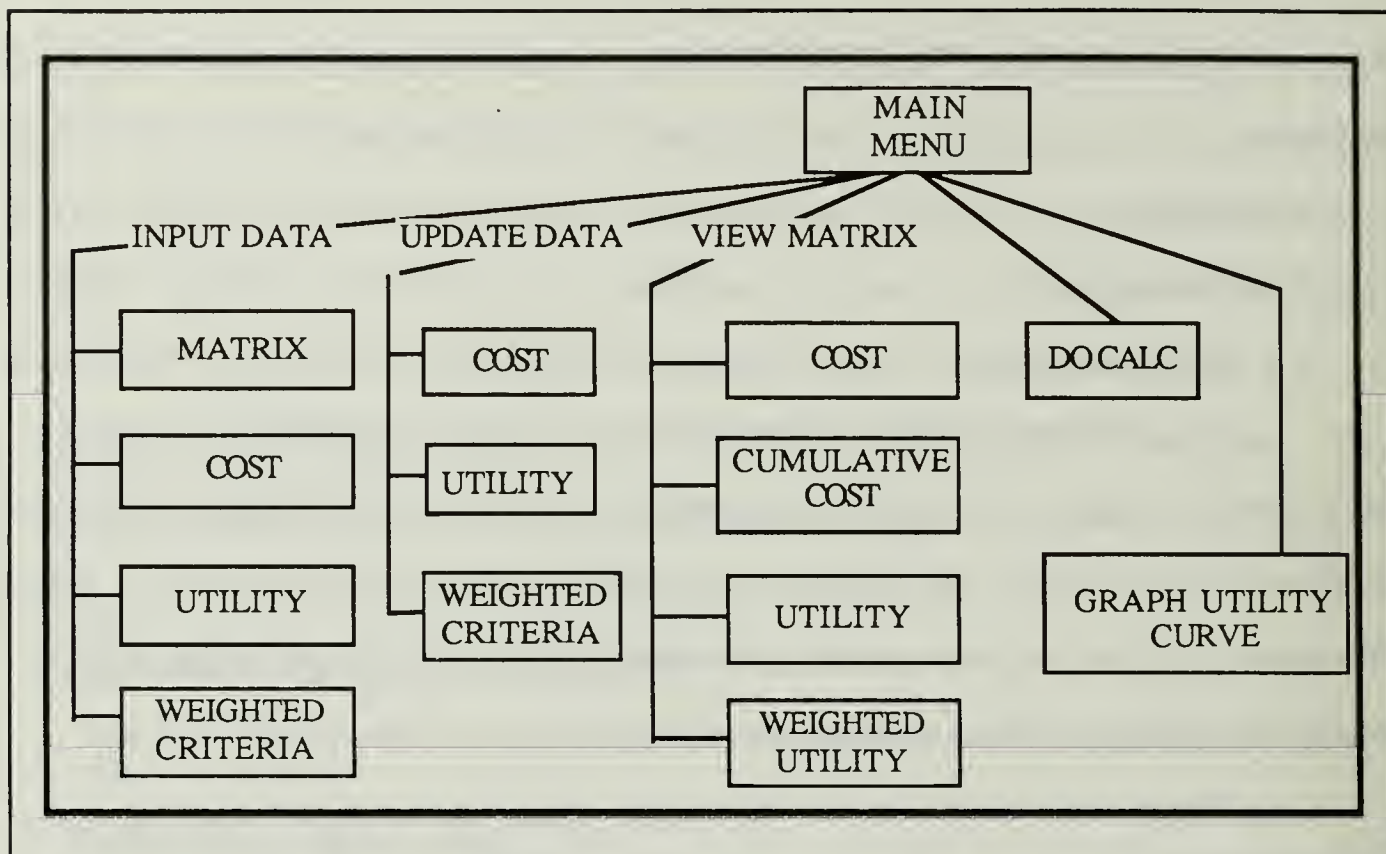 MAIN
MENU
INPUT DATA
UPDATE DATA
VIEW MATRIX
MATRIX
COST
UTILITY
WEIGHTED
CRITERIA
COST
UTILITY
WEIGHTED
CRITERIA
COST
CUMULATIVE
COST
UTILITY
WEIGHTED
UTILITY
DO CALC
GRAPH UTILITY
CURVE